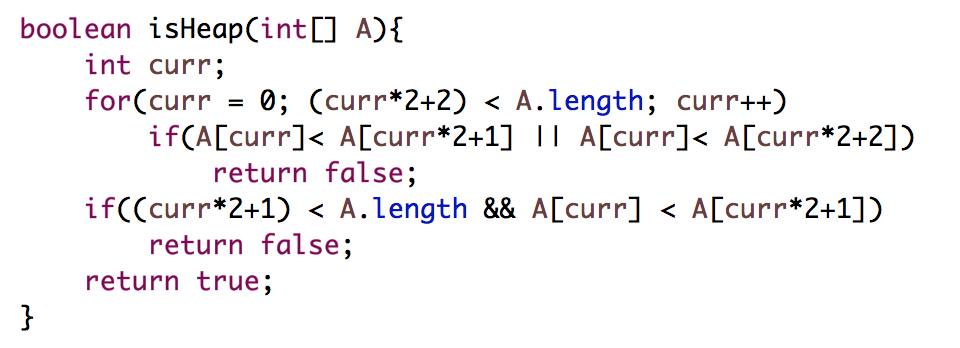 boolean isHeap(int[] A){
    int curr;
    for(curr = 0; (curr*2+2) < A.length; curr++)
        if(A[curr]< A[curr*2+1] || A[curr]< A[curr*2+2])
            return false;
    if((curr*2+1) < A.length && A[curr] < A[curr*2+1])
        return false;
    return true;
}